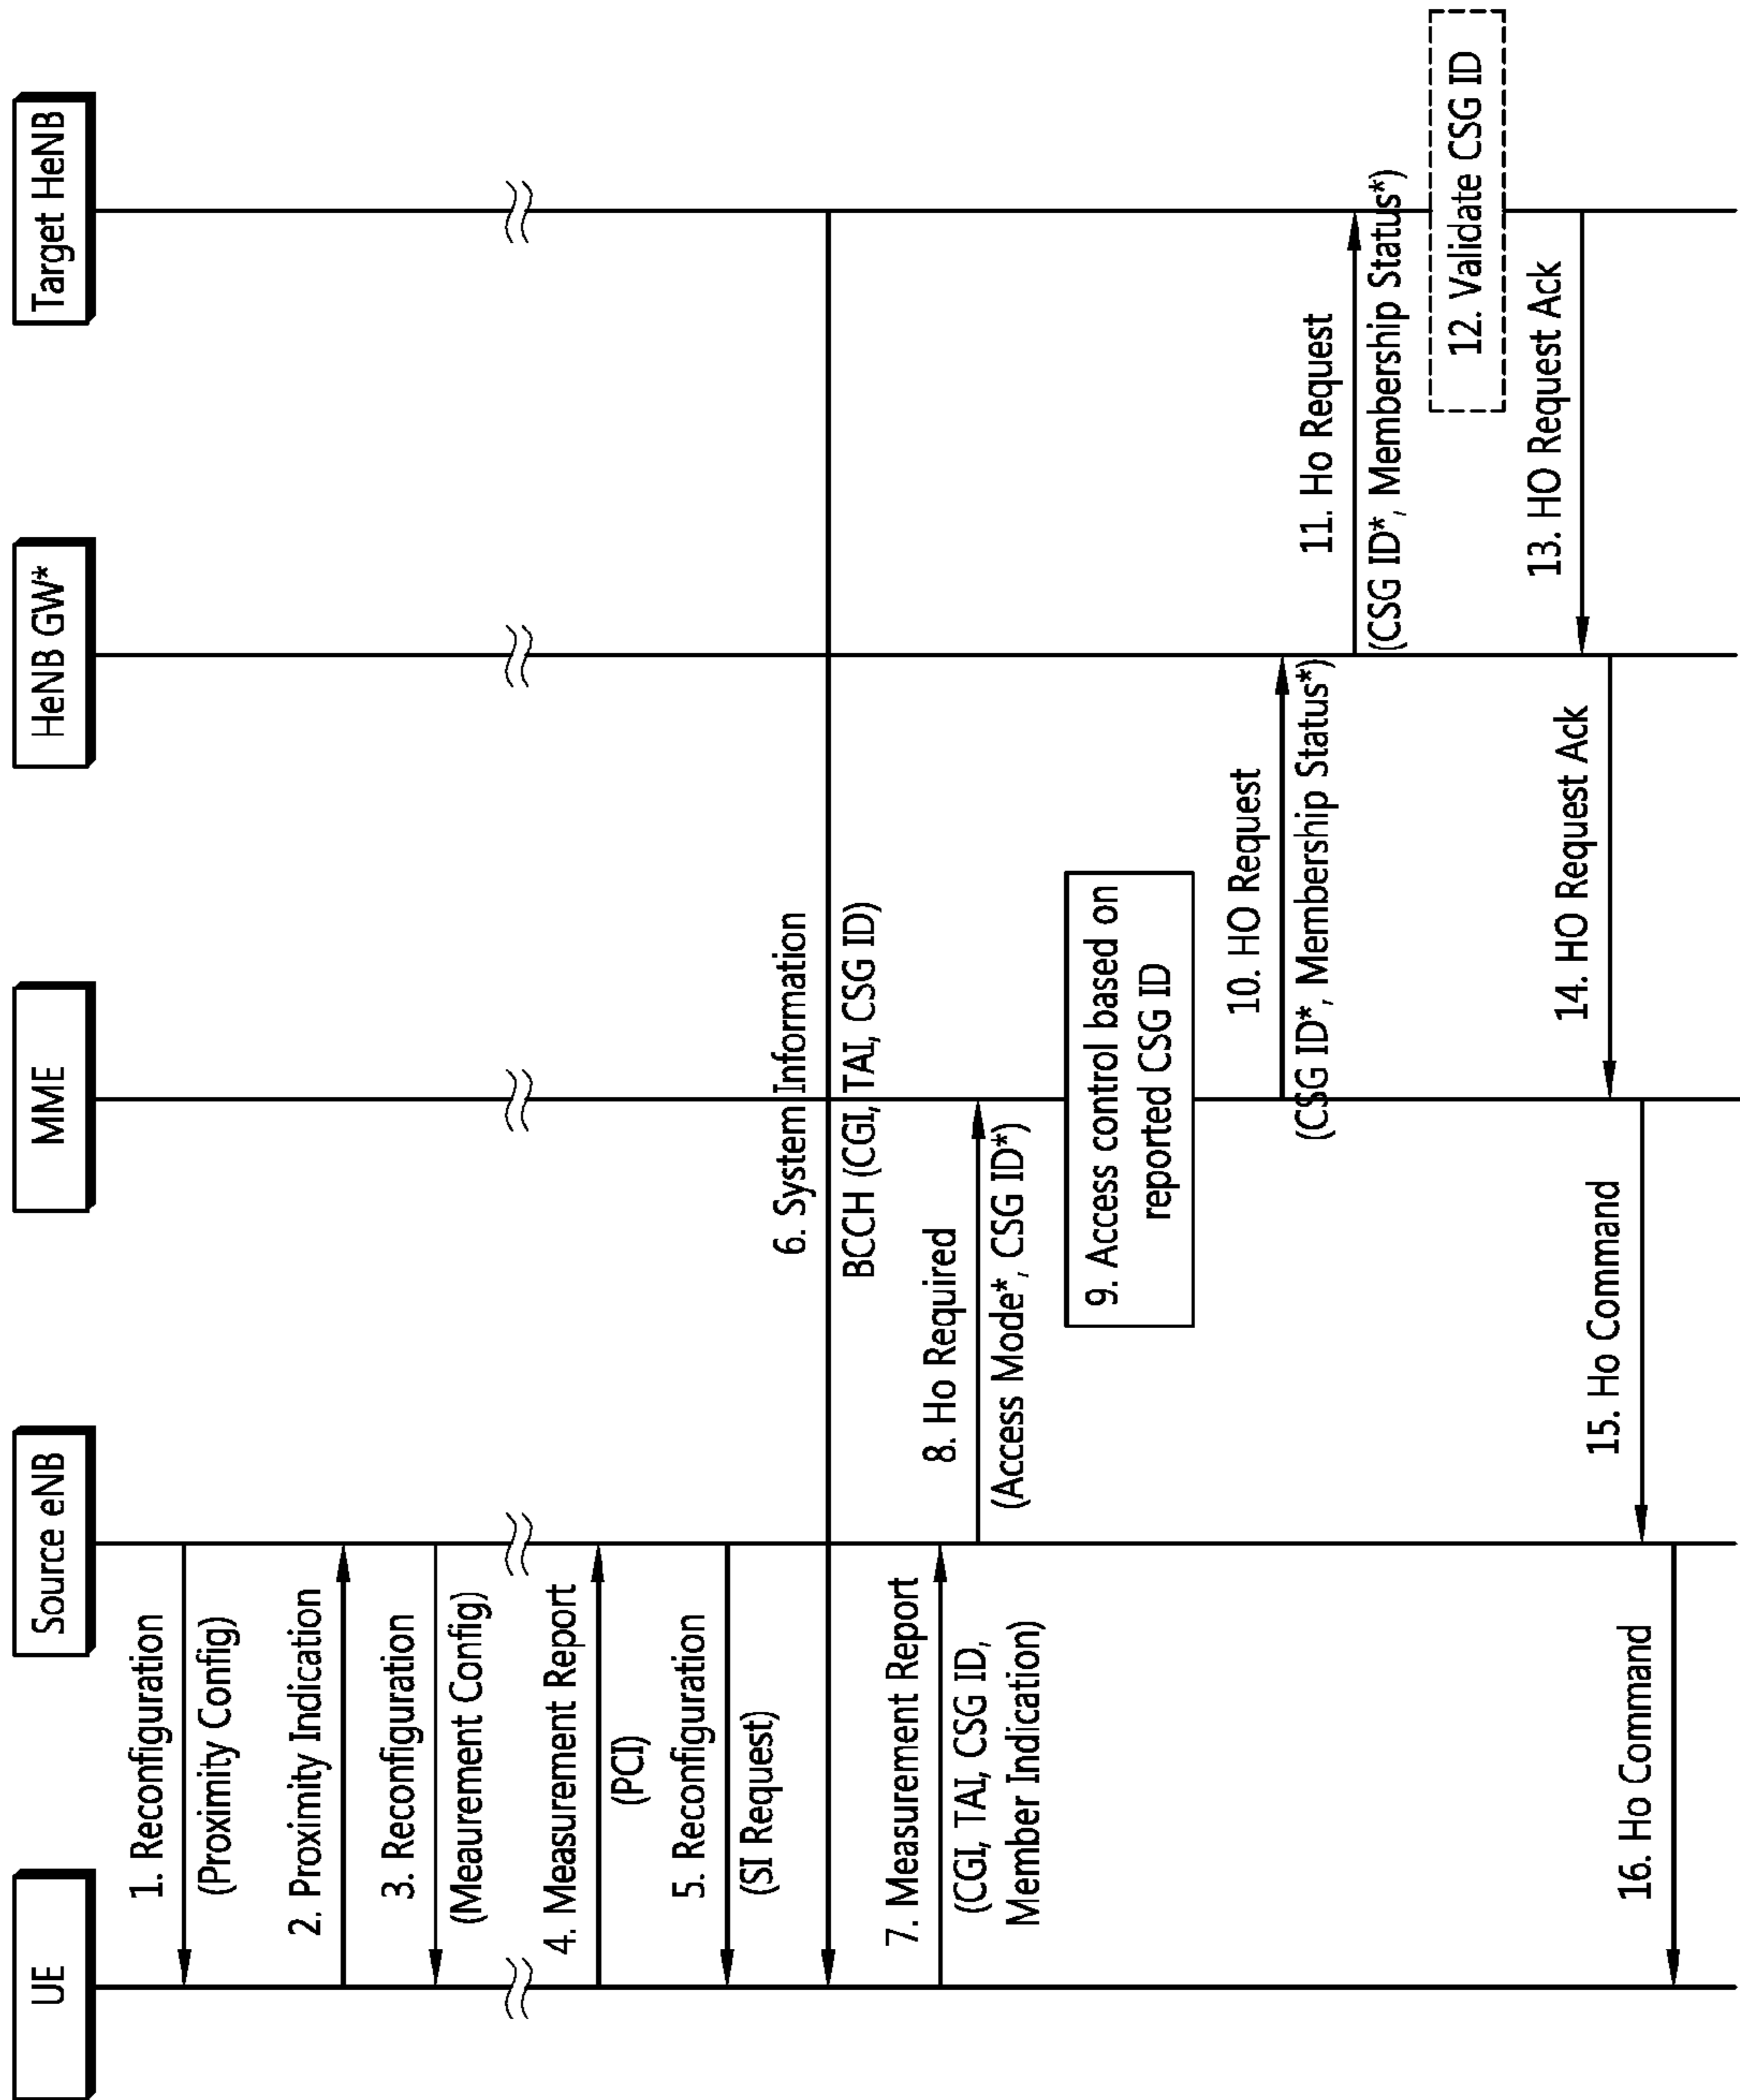 UE
Source eNB
MME
HeNB GW*
Target HeNB
1. Reconfiguration
(Proximity Config)
2. Proximity Indication
3. Reconfiguration
(Meaurement Config)
4. Measurement Report
(PCI)
5. Reconfiguration
(SI Request)
6. System Information
BCCH (CGI, TAI, CSG ID)
7. Measurement Report
(CGI, TAI, CSG ID,
Member Indication)
8. Ho Required
(Access Mode*, CSG ID*)
9. Access control based on
reported CSG ID
10. HO Request
(CSG ID*, Membership Status*)
11. Ho Request
(CSG ID*, Membership Status*)
12. Validate CSG ID
13. HO Request Ack
14. HO Request Ack
15. Ho Command
16. Ho Command